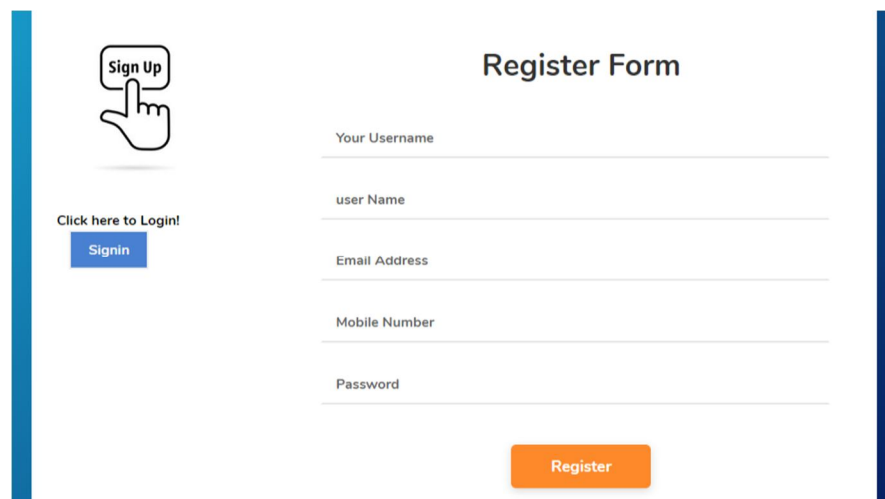 Sign Up
Click here to Login!
Signin
Register Form
Your Username
user Name
Email Address
Mobile Number
Password
Register